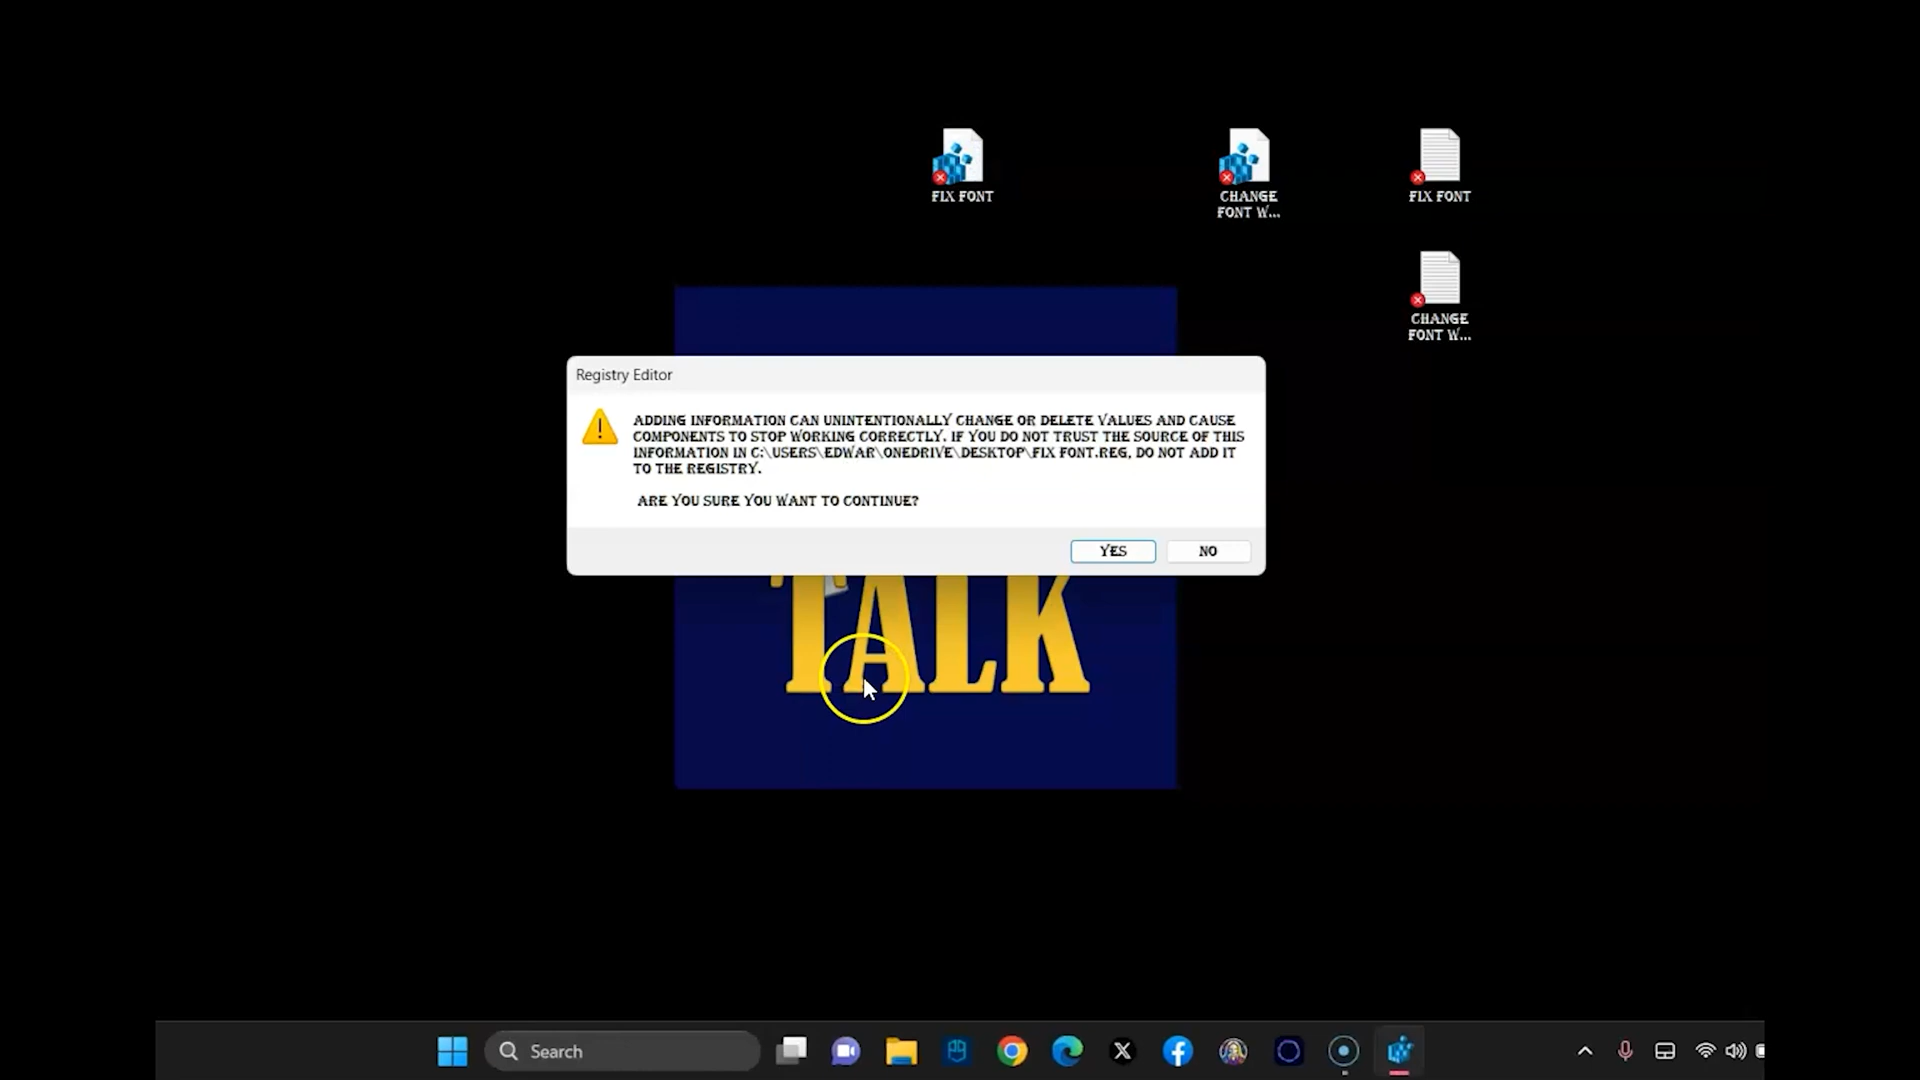 FIX FONT
CHANGE
FONT W...
FIX FONT
CHANGE
FONT W...
Registry Editor
ADDING INFORMATION CAN UNINTENTIONALLY CHANGE OR DELETE VALUES AND CAUSE
COMPONENTS TO STOP WORKING CORRECTLY. IF YOU DO NOT TRUST THE SOURCE OF THIS
INFORMATION IN C:\USERS\EDWAR\ONEDRIVE\DESKTOP\FIX FONT.REG, DO NOT ADD IT
TO THE REGISTRY.
ARE YOU SURE YOU WANT TO CONTINUE?
YES
NO
TALK
Search